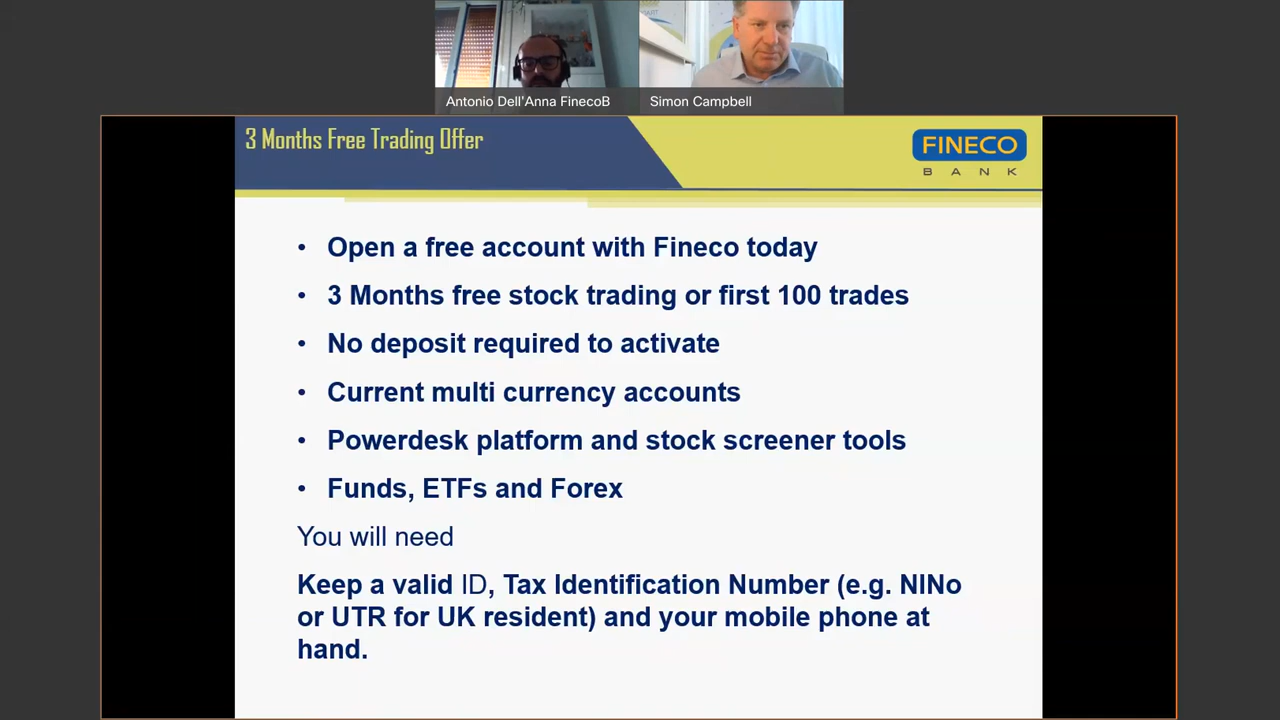 Antonio Dell'Anna FinecoB
Simon Campbell
3 Months Free Trading Offer
FINECO
BANK
• Open a free account with Fineco today
• 3 Months free stock trading or first 100 trades
• No deposit required to activate
• Current multi currency accounts
• Powerdesk platform and stock screener tools
• Funds, ETFs and Forex
You will need
Keep a valid ID, Tax Identification Number (e.g. NINo
or UTR for UK resident) and your mobile phone at
hand.